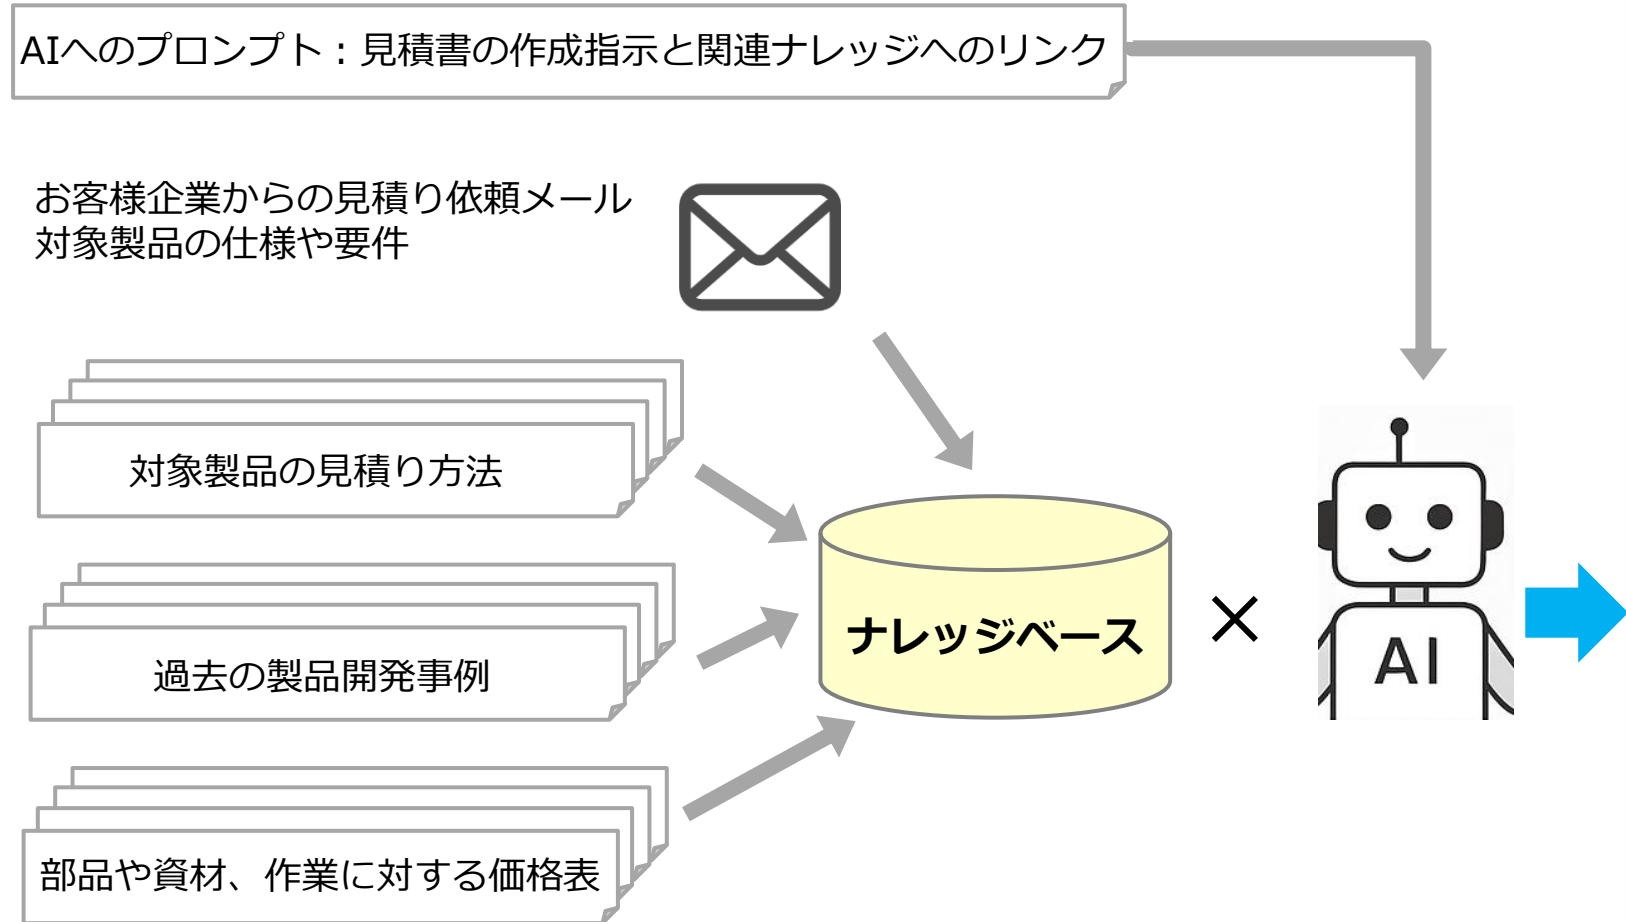 AIへのプロンプト：見積書の作成指示と関連ナレッジへのリンク
お客様企業からの見積り依頼メール
対象製品の仕様や要件
対象製品の見積り方法
過去の製品開発事例
部品や資材、作業に対する価格表
ナレッジベース
×
AI